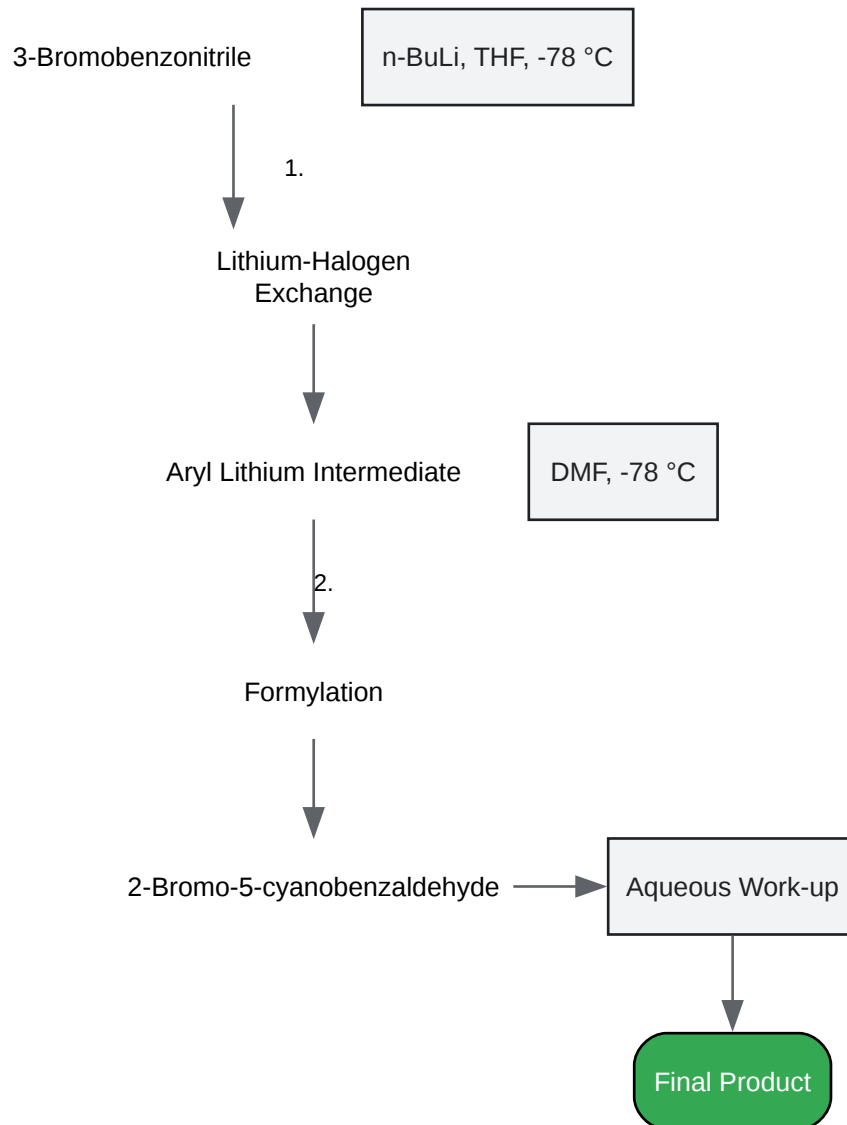 3-Bromobenzonitrile
n-BuLi, THF, -78 °C
1.
Lithium-Halogen
Exchange
Aryl Lithium Intermediate
DMF, -78 °C
2.
Formylation
2-Bromo-5-cyanobenzaldehyde
Aqueous Work-up
Final Product